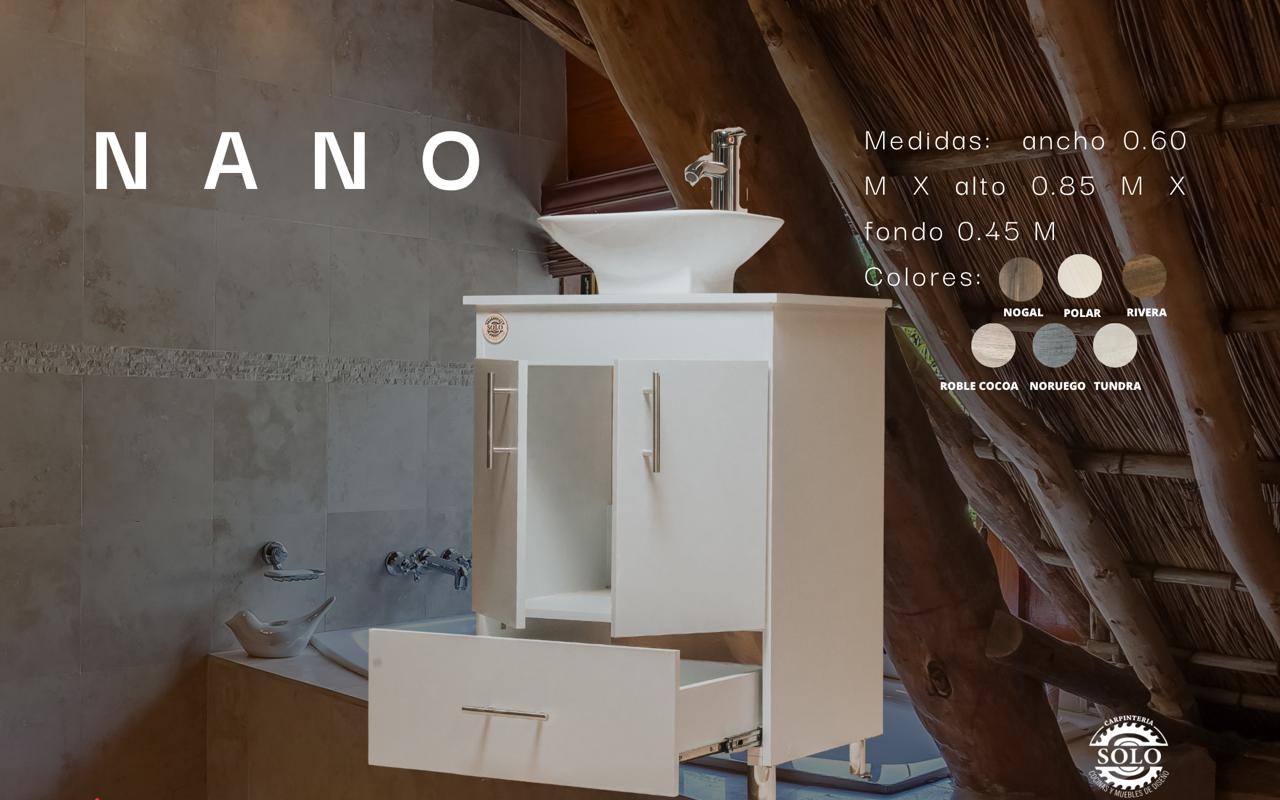 NANO
Medidas: ancho 0.60
M X alto 0.85 M X
fondo 0.45 M
Colores:
NOGAL POLAR RIVERA
ROBLE COCOA NORUEGO TUNDRA
SOLO
CARPINTERIA
SOLO
COCINAS Y MUEBLES DE DISEÑO